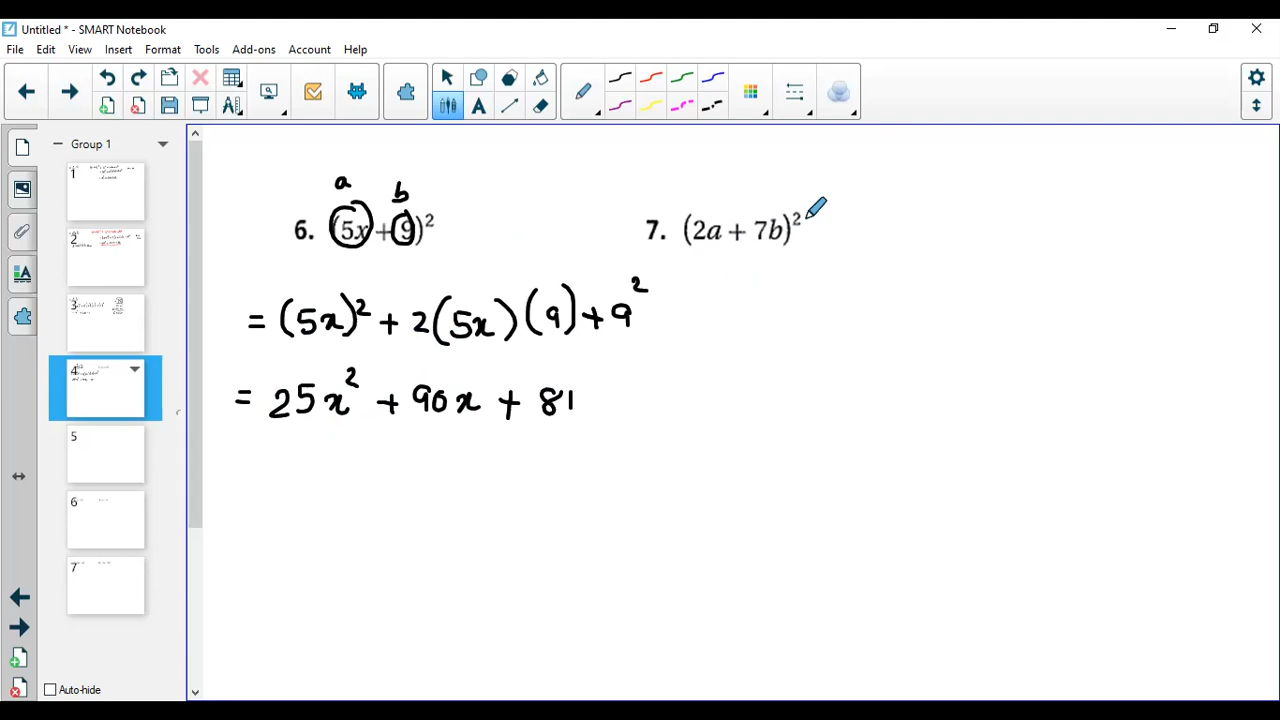 Untitled * - SMART Notebook
File Edit View Insert Format Tools Add-ons Account Help
Group 1
1
2
3
4
5
6
7
Auto-hide
a b
6. (5x + 9)²
= (5x)² + 2(5x)(9) + 9²
= 25x² + 90x + 81
7. (2a + 7b)²